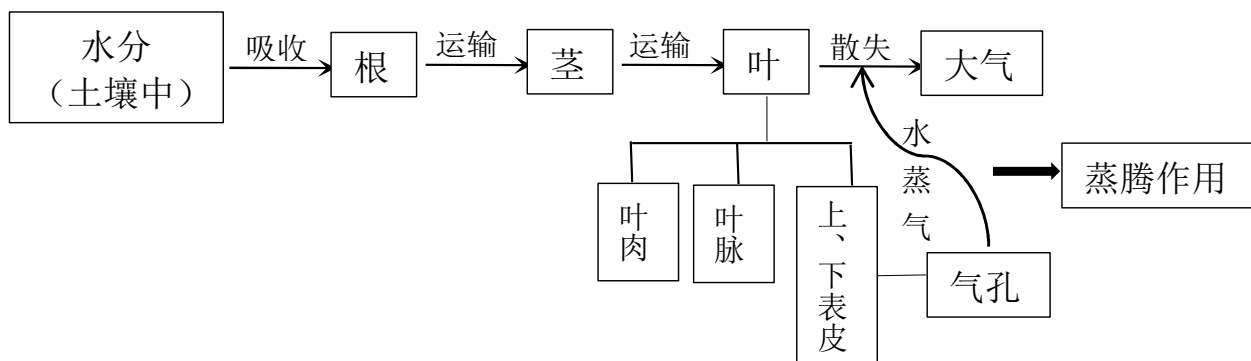 水分
（土壤中）
吸收
根
运输
茎
运输
叶
散失
大气
水蒸气
蒸腾作用
叶肉
叶脉
上、下表皮
气孔